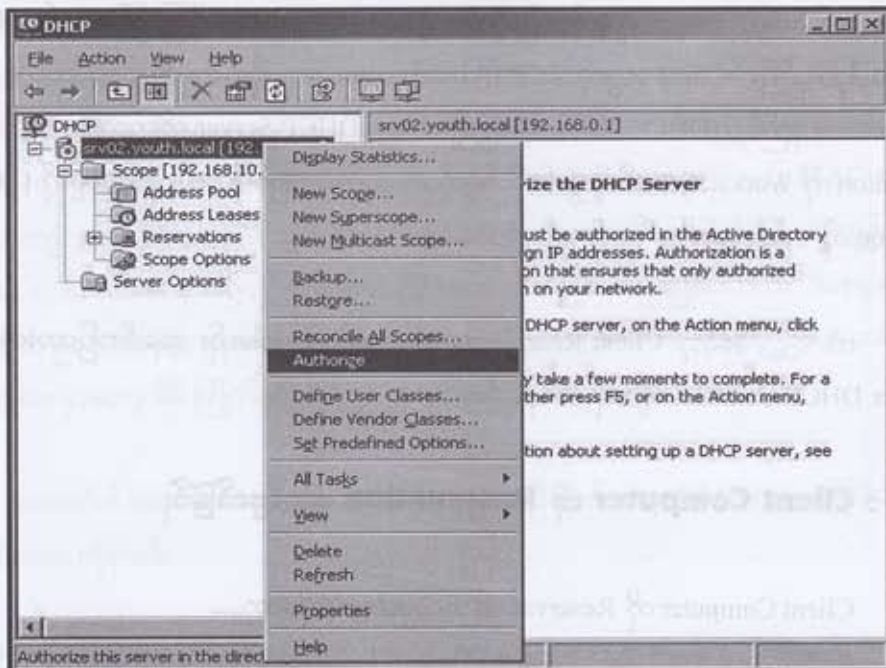 DHCP
File Action View Help
DHCP
srv02.youth.local [192.
srv02.youth.local [192.168.0.1]
Scope [192.168.10.
Address Pool
Address Leases
Reservations
Scope Options
Server Options
Display Statistics...
New Scope...
New Superscope...
New Multicast Scope...
Backup...
Restore...
Reconcile All Scopes...
Authorize
Define User Classes...
Define Vendor Classes...
Set Predefined Options...
All Tasks
View
Delete
Refresh
Properties
Help
rize the DHCP Server
ust be authorized in the Active Directory
gn IP addresses. Authorization is a
on that ensures that only authorized
n on your network.
DHCP server, on the Action menu, click
y take a few moments to complete. For a
ther press F5, or on the Action menu,
tion about setting up a DHCP server, see
Authorize this server in the direct